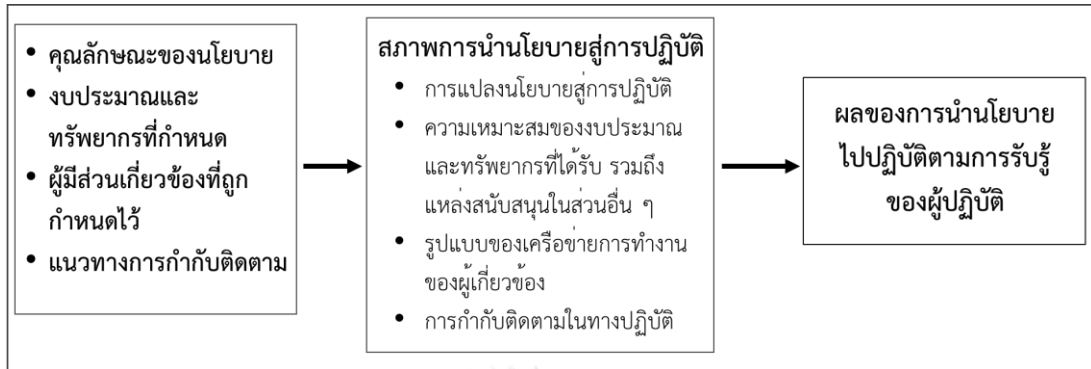 • คุณลักษณะของนโยบาย
• งบประมาณและ
ทรัพยากรที่กำหนด
• ผู้มีส่วนเกี่ยวข้องที่ถูก
กำหนดไว้
• แนวทางการกำกับติดตาม
สภาพการนำนโยบายสู่การปฏิบัติ
• การแปลงนโยบายสู่การปฏิบัติ
• ความเหมาะสมของงบประมาณ
และทรัพยากรที่ได้รับ รวมถึง
แหล่งสนับสนุนในส่วนอื่น ๆ
• รูปแบบของเครือข่ายการทำงาน
ของผู้เกี่ยวข้อง
• การกำกับติดตามในทางปฏิบัติ
ผลของการนำนโยบาย
ไปปฏิบัติตามการรับรู้
ของผู้ปฏิบัติ